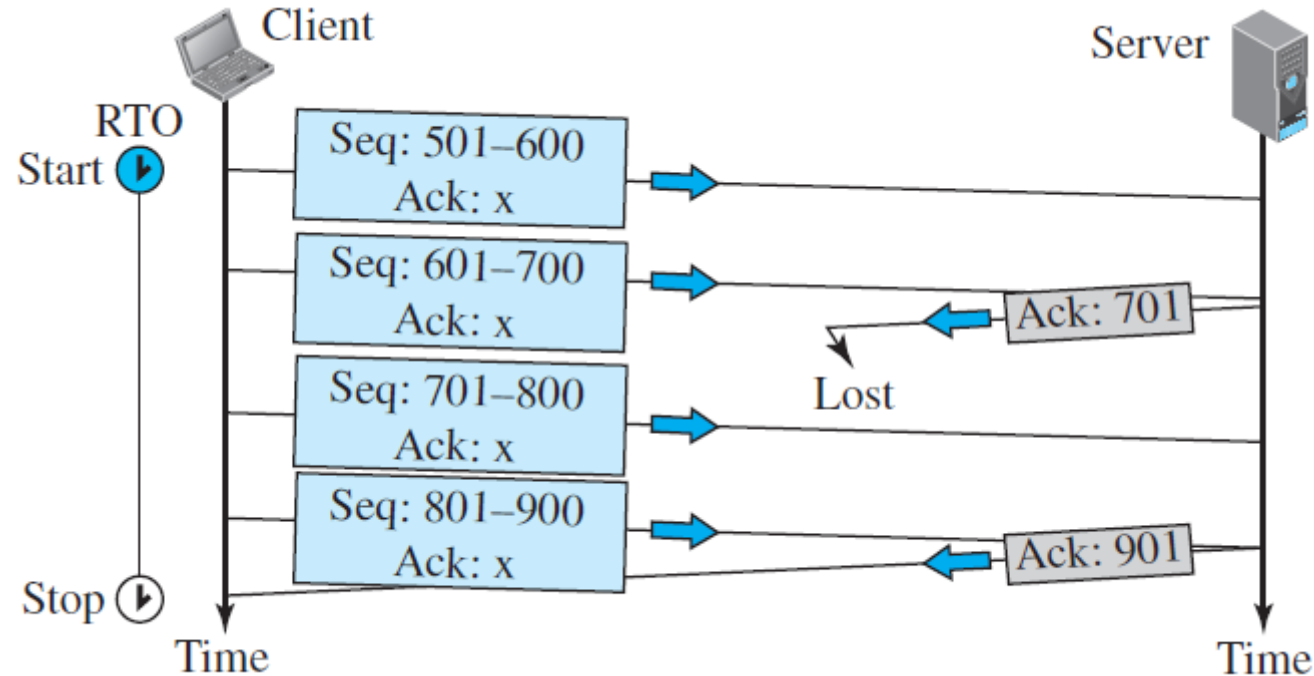 Client
Server
RTO
Start
Seq: 501–600
Ack: x
Seq: 601–700
Ack: x
Ack: 701
Lost
Seq: 701–800
Ack: x
Seq: 801–900
Ack: x
Ack: 901
Stop
Time
Time